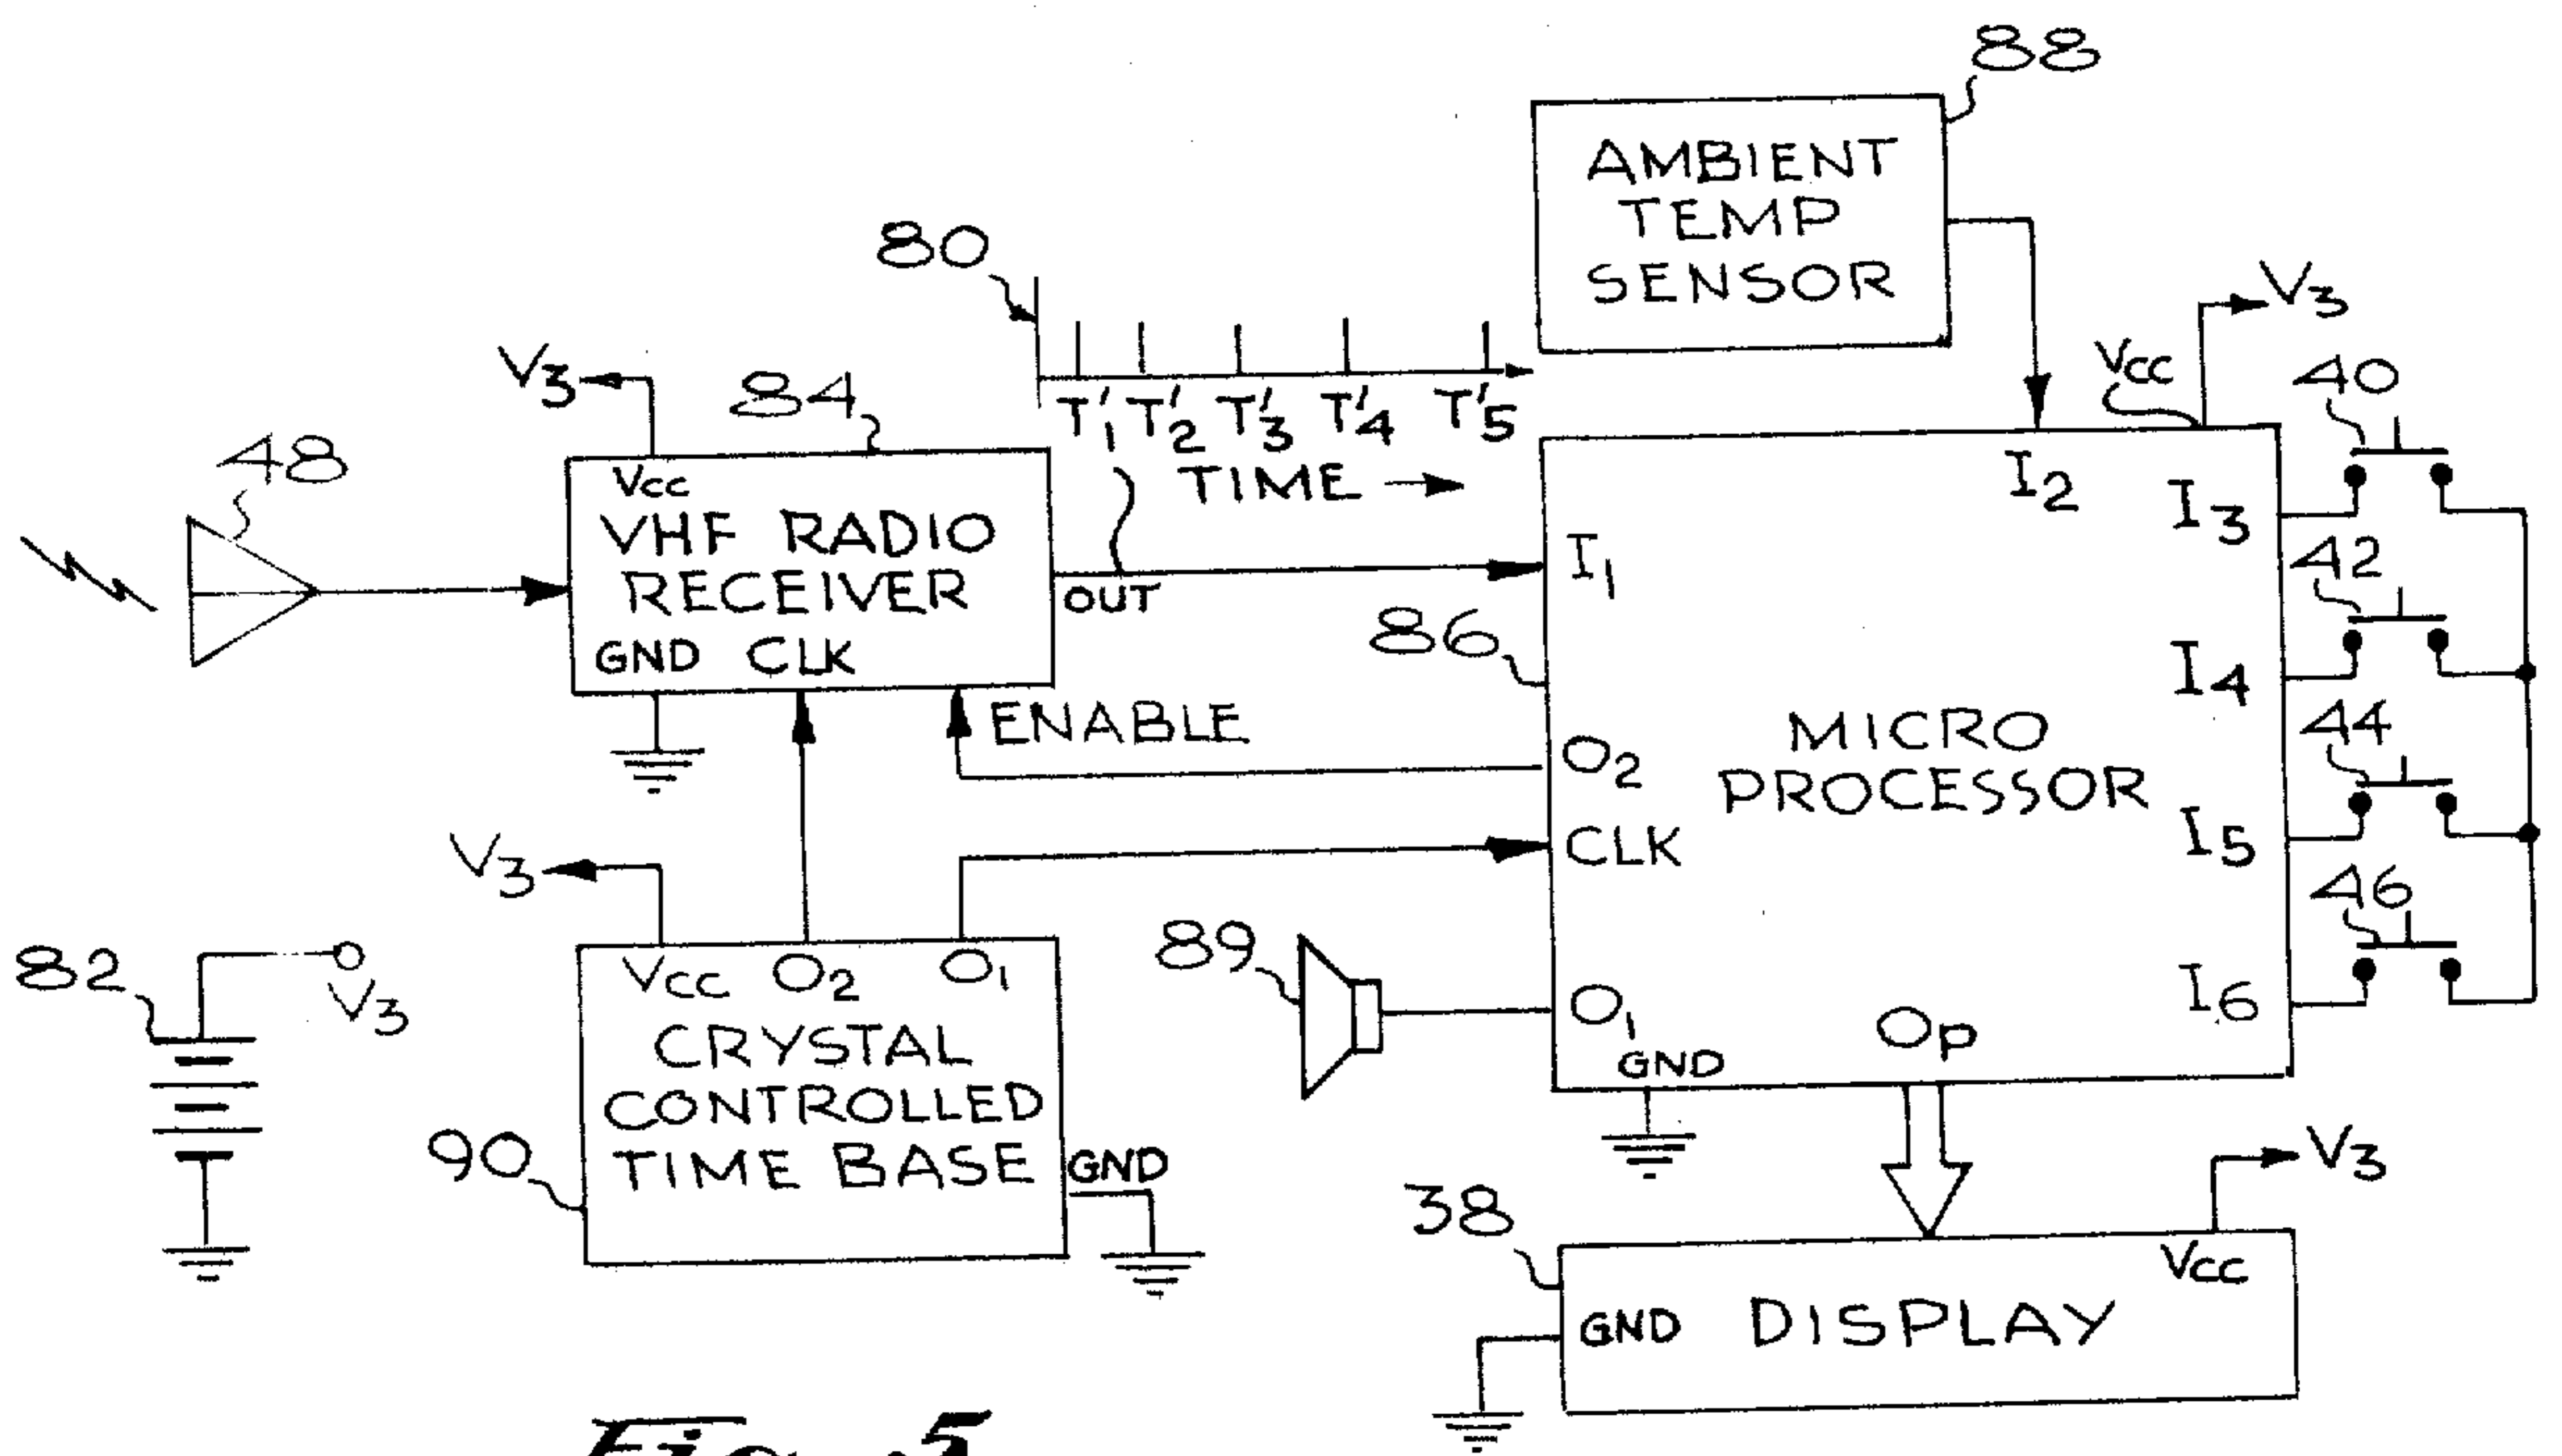 88
AMBIENT
TEMP
SENSOR
80
T'1 T'2 T'3 T'4 T'5
TIME
V3
84
48
Vcc
VHF RADIO
RECEIVER
GND CLK
OUT
ENABLE
V3
Vcc
40
42
44
46
86
I1
I2
I3
I4
I5
I6
O2
CLK
O1
GND
OP
MICRO
PROCESSOR
89
V3
82
V3
Vcc O2 O1
CRYSTAL
CONTROLLED
TIME BASE
GND
90
38
V3
Vcc
GND DISPLAY
Fig. 5